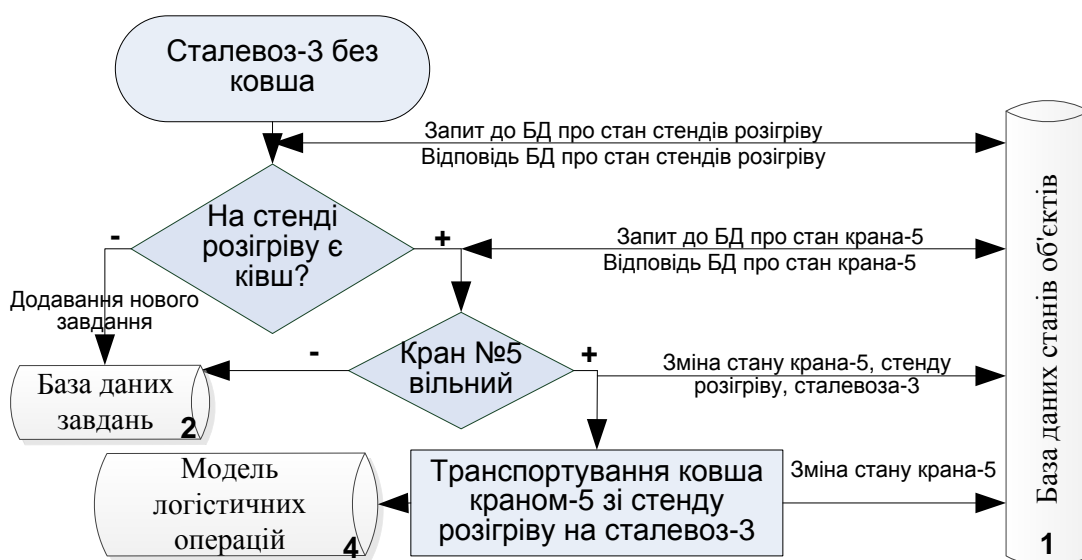 Сталевоз-3 без
ковша
Запит до БД про стан стендів розігріву
Відповідь БД про стан стендів розігріву
На стенді
розігріву є
ківш?
-
+
Запит до БД про стан крана-5
Відповідь БД про стан крана-5
Додавання нового
завдання
Кран №5
вільний
-
+
Зміна стану крана-5, стенду
розігріву, сталевоза-3
База даних
завдань
2
Модель
логістичних
операцій
4
Транспортування ковша
краном-5 зі стенду
розігріву на сталевоз-3
Зміна стану крана-5
База даних станів об'єктів
1